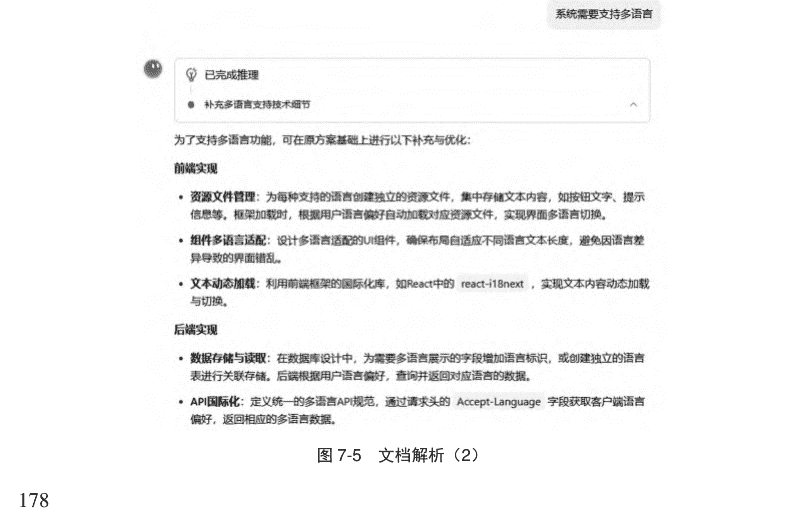 系统需要支持多语言
已完成推理
补充多语言支持技术细节
为了支持多语言功能，可在原方案基础上进行以下补充与优化：
前端实现
• 资源文件管理：为每种支持的语言创建独立的资源文件，集中存储文本内容，如按钮文字、提示
信息等。框架加载时，根据用户语言偏好自动加载对应资源文件，实现界面多语言切换。
• 组件多语言适配：设计多语言适配的UI组件，确保布局自适应不同语言文本长度，避免因语言差
异导致的界面错乱。
• 文本动态加载：利用前端框架的国际化库，如React中的 react-i18next ，实现文本内容动态加载
与切换。
后端实现
• 数据存储与读取：在数据库设计中，为需要多语言展示的字段增加语言标识，或创建独立的语言
表进行关联存储。后端根据用户语言偏好，查询并返回对应语言的数据。
• API国际化：定义统一的多语言API规范，通过请求头的 Accept-Language 字段获取客户端语言
偏好，返回相应的多语言数据。
图 7-5 文档解析（2）
178